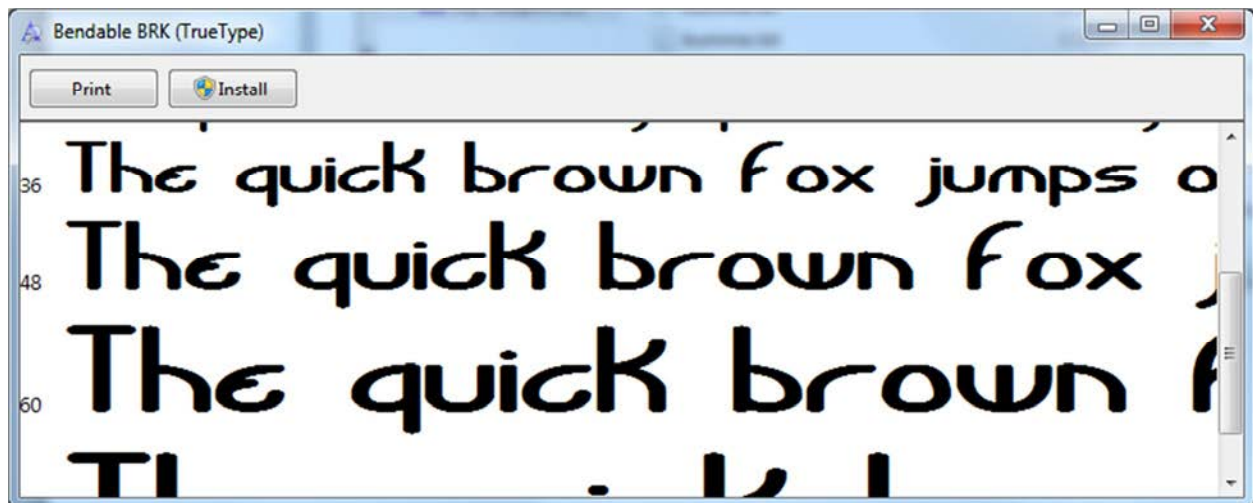 Bendable BRK (TrueType)
Print Install
36 The quick brown fox jumps o
48 The quick brown fox j
60 The quick brown f